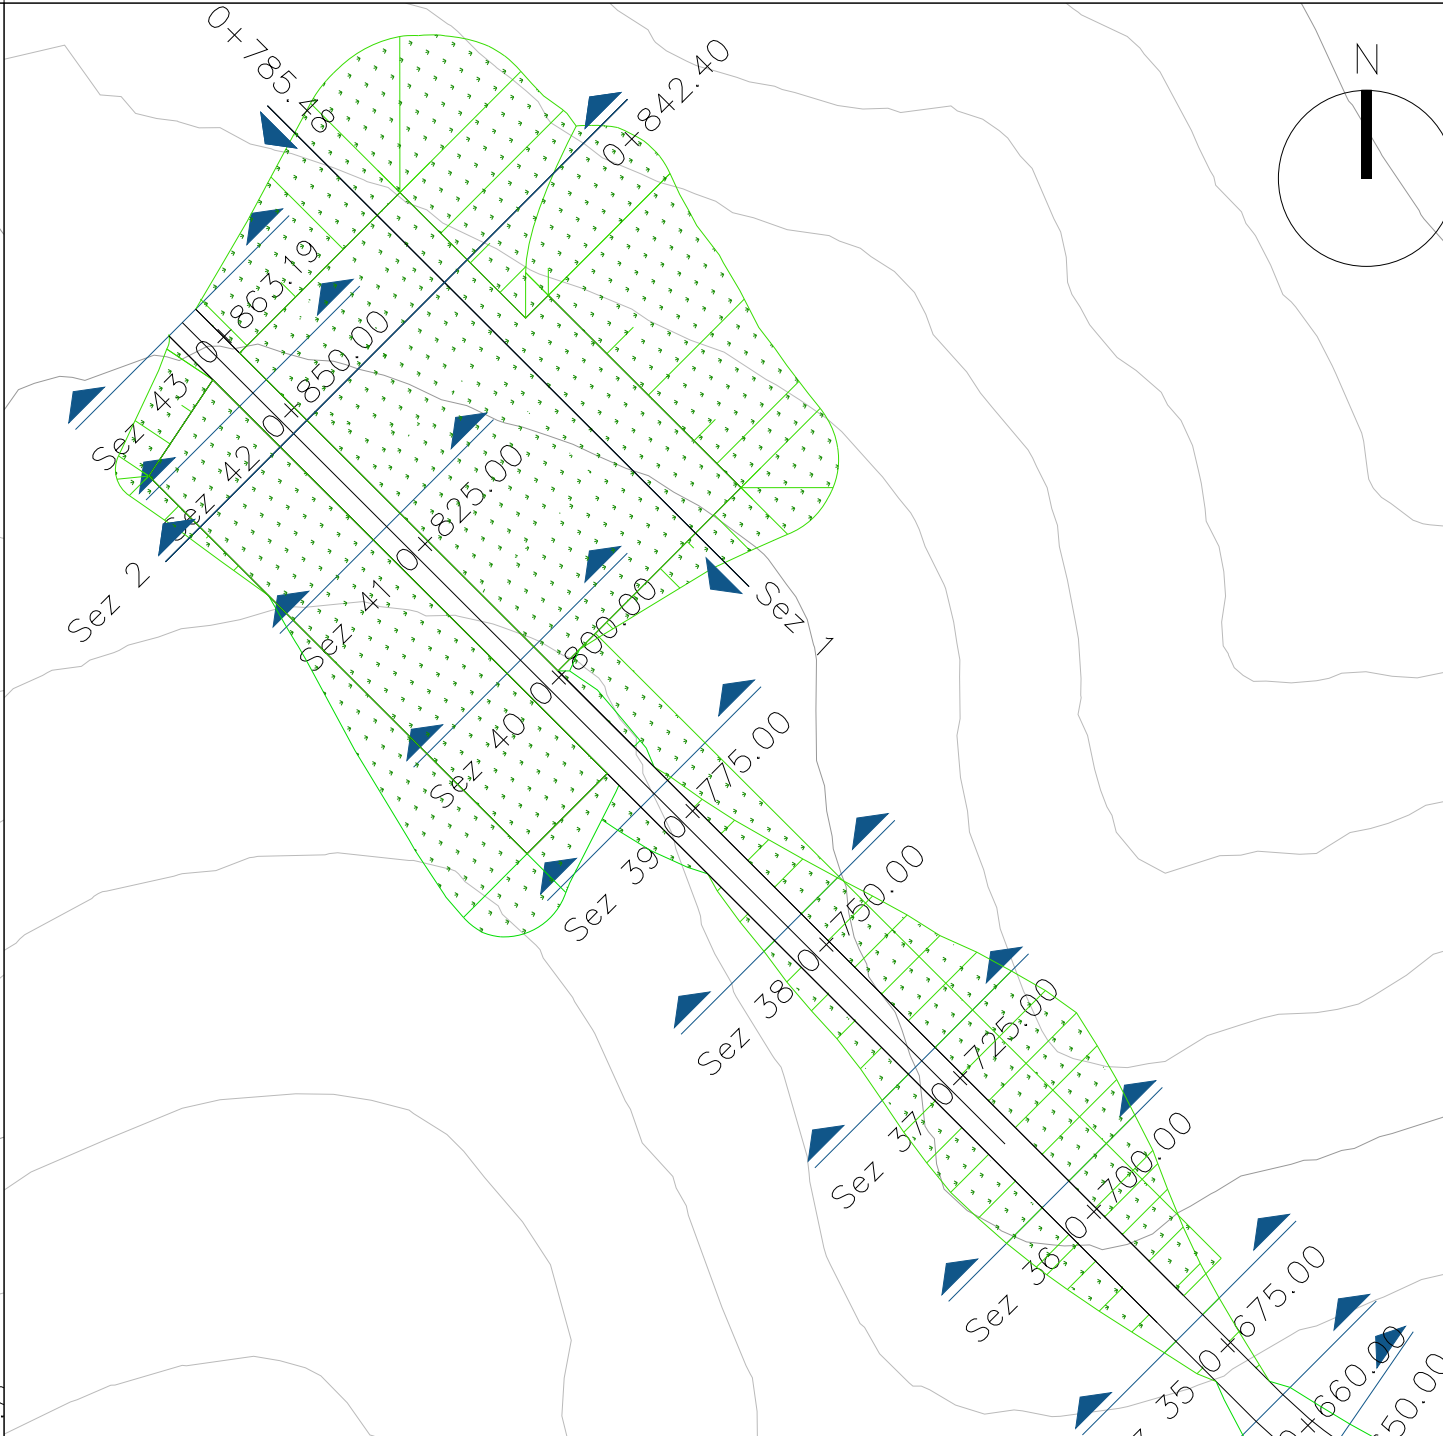 0+785.48
0+842.40
N
Sez 43 0+863.19
Sez 42 0+850.00
Sez 2
Sez 41 0+825.00
Sez 1
Sez 40 0+800.00
Sez 39 0+775.00
Sez 38 0+750.00
Sez 37 0+725.00
Sez 36 0+700.00
35 0+675.00
0+660.00
50.00